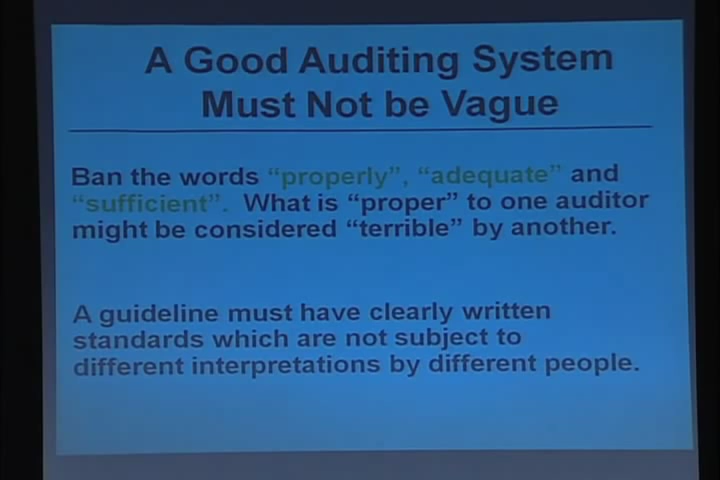 A Good Auditing System
Must Not be Vague
Ban the words “properly”, “adequate” and
“sufficient”. What is “proper” to one auditor
might be considered “terrible” by another.
A guideline must have clearly written
standards which are not subject to
different interpretations by different people.